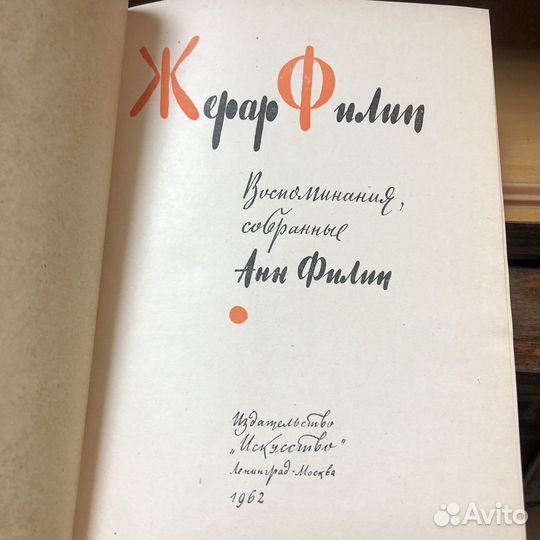 Жерар Филип
Воспоминания,
собранные
Анн Филип
Издательство
„Искусство"
Ленинград-Москва
1962
Avito